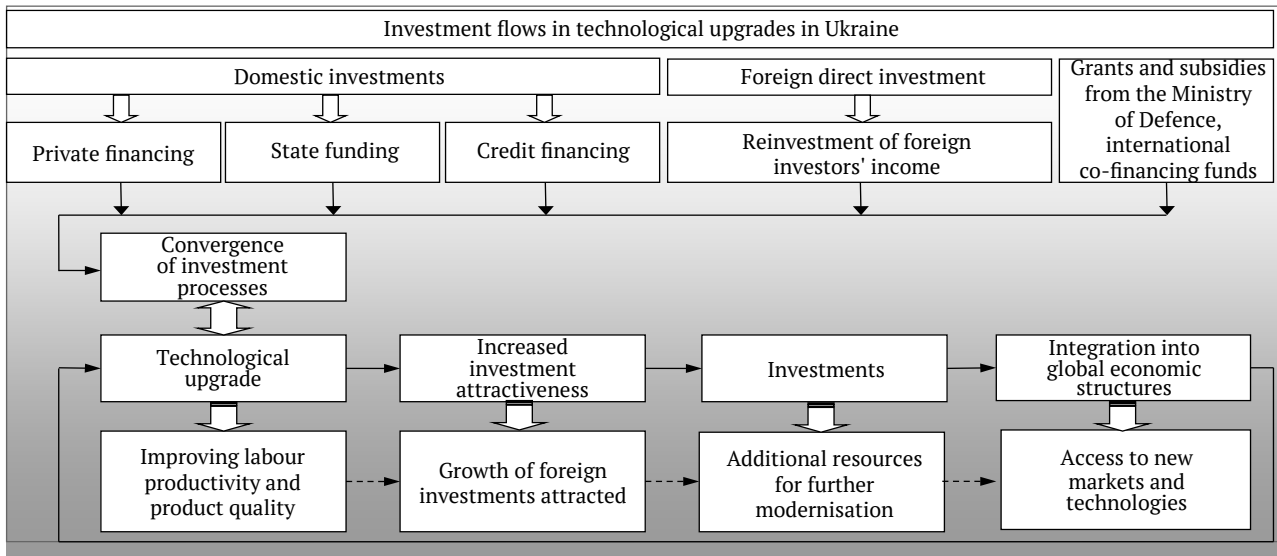 Investment flows in technological upgrades in Ukraine
Domestic investments
Foreign direct investment
Grants and subsidies
from the Ministry
of Defence,
international
co-financing funds
Private financing
State funding
Credit financing
Reinvestment of foreign
investors' income
Convergence
of investment
processes
Technological
upgrade
Increased
investment
attractiveness
Investments
Integration into
global economic
structures
Improving labour
productivity and
product quality
Growth of foreign
investments attracted
Additional resources
for further
modernisation
Access to new
markets and
technologies